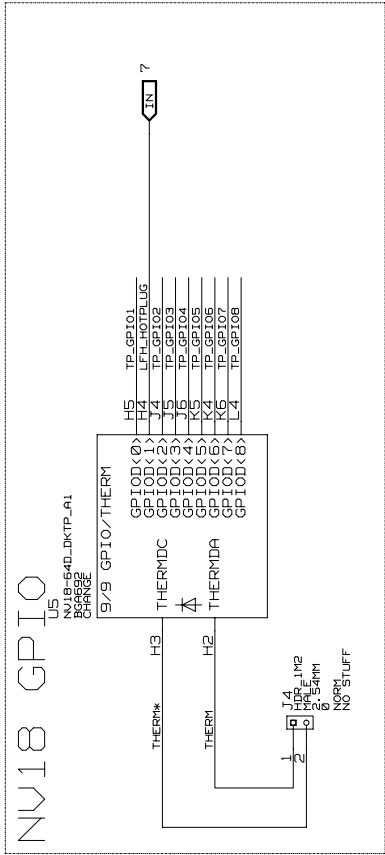 NV18 GPIO
U5
NV18-64D_DKTP_A1
BGA692
CHANGE
9/9 GPIO/THERM
THERM*
H3
THERMDC
THERM
H2
THERMDA
GPIOD<0>
H5
TP_GPIO1
GPIOD<1>
H4
LFH_HOTPLUG
IN
7
GPIOD<2>
J4
TP_GPIO2
GPIOD<3>
J5
TP_GPIO3
GPIOD<4>
J6
TP_GPIO4
GPIOD<5>
K5
TP_GPIO5
GPIOD<6>
K4
TP_GPIO6
GPIOD<7>
K6
TP_GPIO7
GPIOD<8>
L4
TP_GPIO8
1
2
J4
HDR_1M2
MALE
2.54MM
0
NORM
NO STUFF